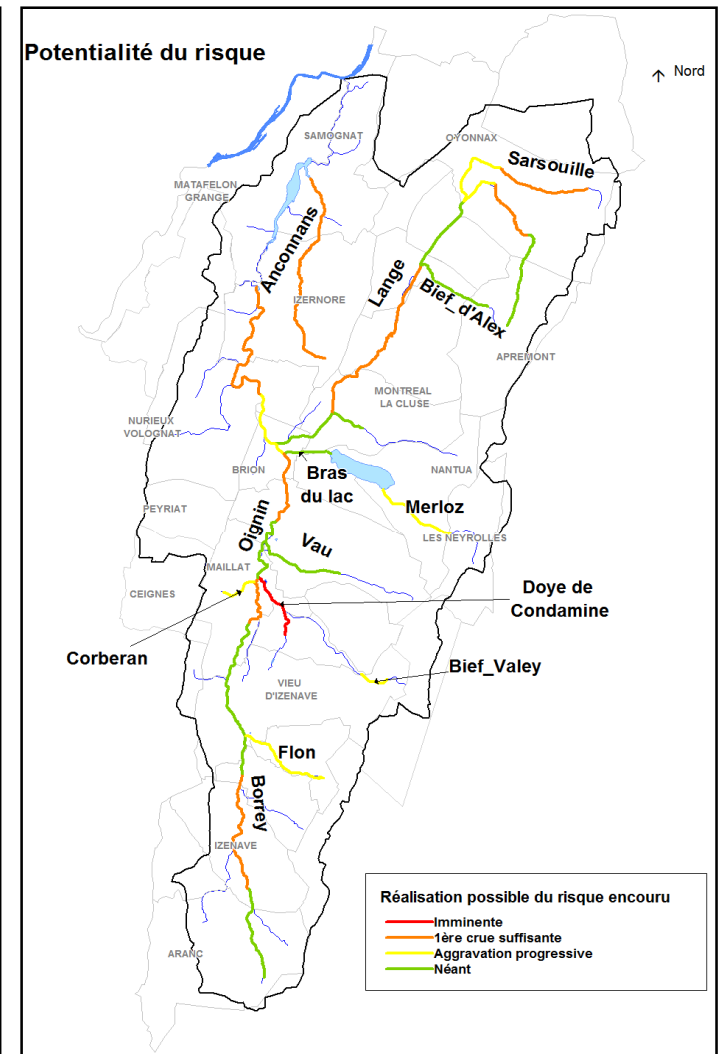 Potentialité du risque
Nord
SAMOGNAT
OYONNAX
Sarsouille
MATAFELON
GRANGE
Anconnans
Lange
IZERNORE
Bief_d'Alex
APREMONT
MONTREAL
LA CLUSE
NURIEUX
VOLOGNAT
BRION
Bras
du lac
NANTUA
Merloz
PEYRIAT
Oignin
Vau
LES NEYROLLES
MAILLAT
CEIGNES
Doye de
Condamine
Corberan
Bief_Valey
VIEU
D'IZENAVE
Flon
Borrey
IZENAVE
ARANC
Réalisation possible du risque encouru
Imminente
1ère crue suffisante
Aggravation progressive
Néant